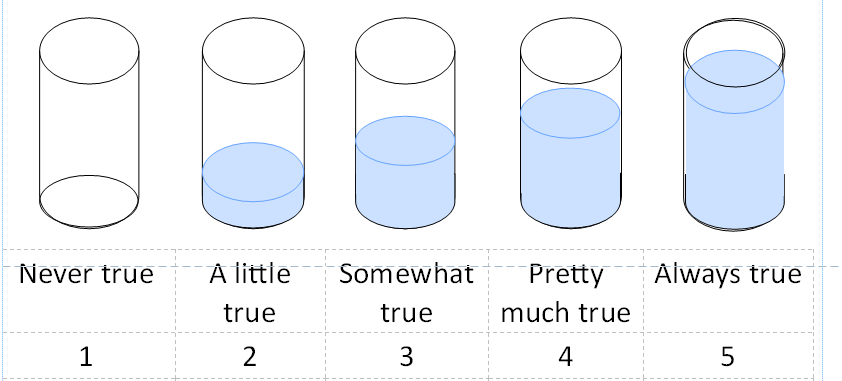 Never true
A little
true
Somewhat
true
Pretty
much true
Always true
1 2 3 4 5